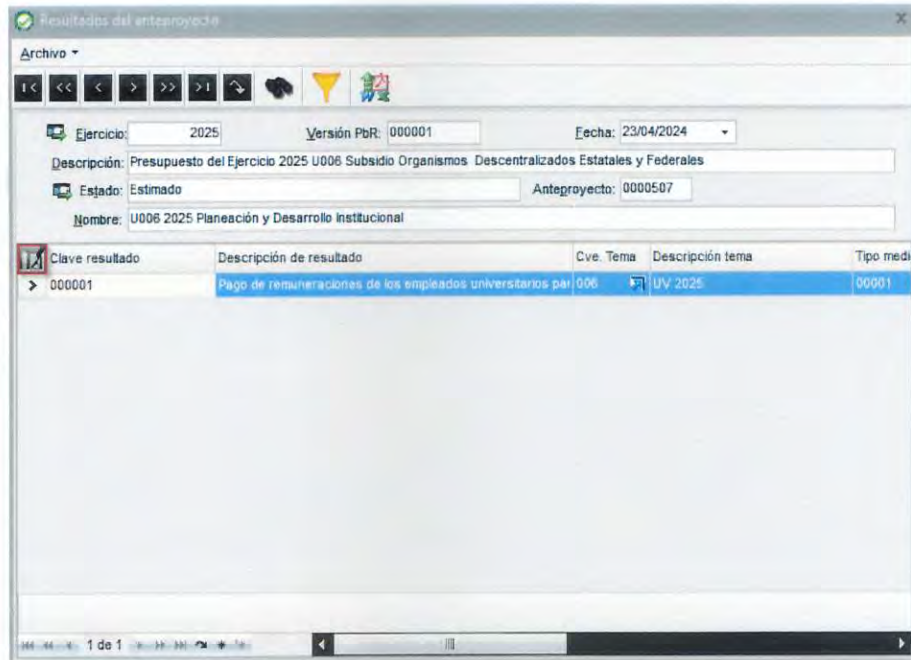 Resultados del anteproyecto
Archivo
Ejercicio: 2025 Versión PbR: 000001 Fecha: 23/04/2024
Descripción: Presupuesto del Ejercicio 2025 U006 Subsidio Organismos Descentralizados Estatales y Federales
Estado: Estimado Anteproyecto: 0000507
Nombre: U006 2025 Planeación y Desarrollo Institucional
Clave resultado Descripción de resultado Cve. Tema Descripción tema Tipo medi
000001 Pago de remuneraciones de los empleados universitarios par 006 UV 2025 00001
1 de 1